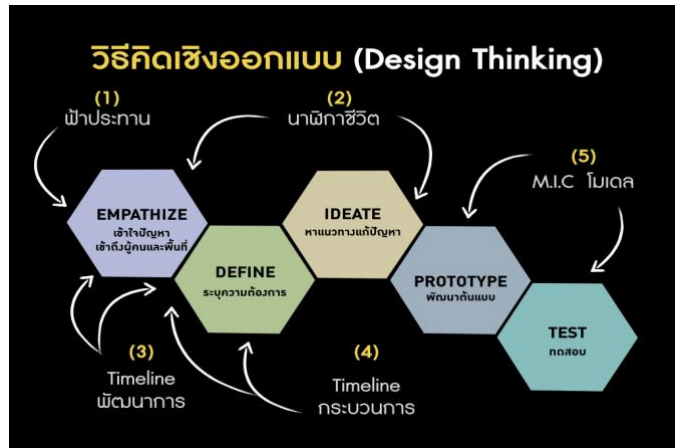 วิธีคิดเชิงออกแบบ (Design Thinking)
(1)
ฟ้าประทาน
(2)
นาฬิกาชีวิต
(5)
M.I.C โมเดล
EMPATHIZE
เข้าใจปัญหา
เข้าถึงผู้คนและพื้นที่
DEFINE
ระบุความต้องการ
IDEATE
หาแนวทางแก้ปัญหา
PROTOTYPE
พัฒนาต้นแบบ
TEST
ทดสอบ
(3)
Timeline
พัฒนาการ
(4)
Timeline
กระบวนการ